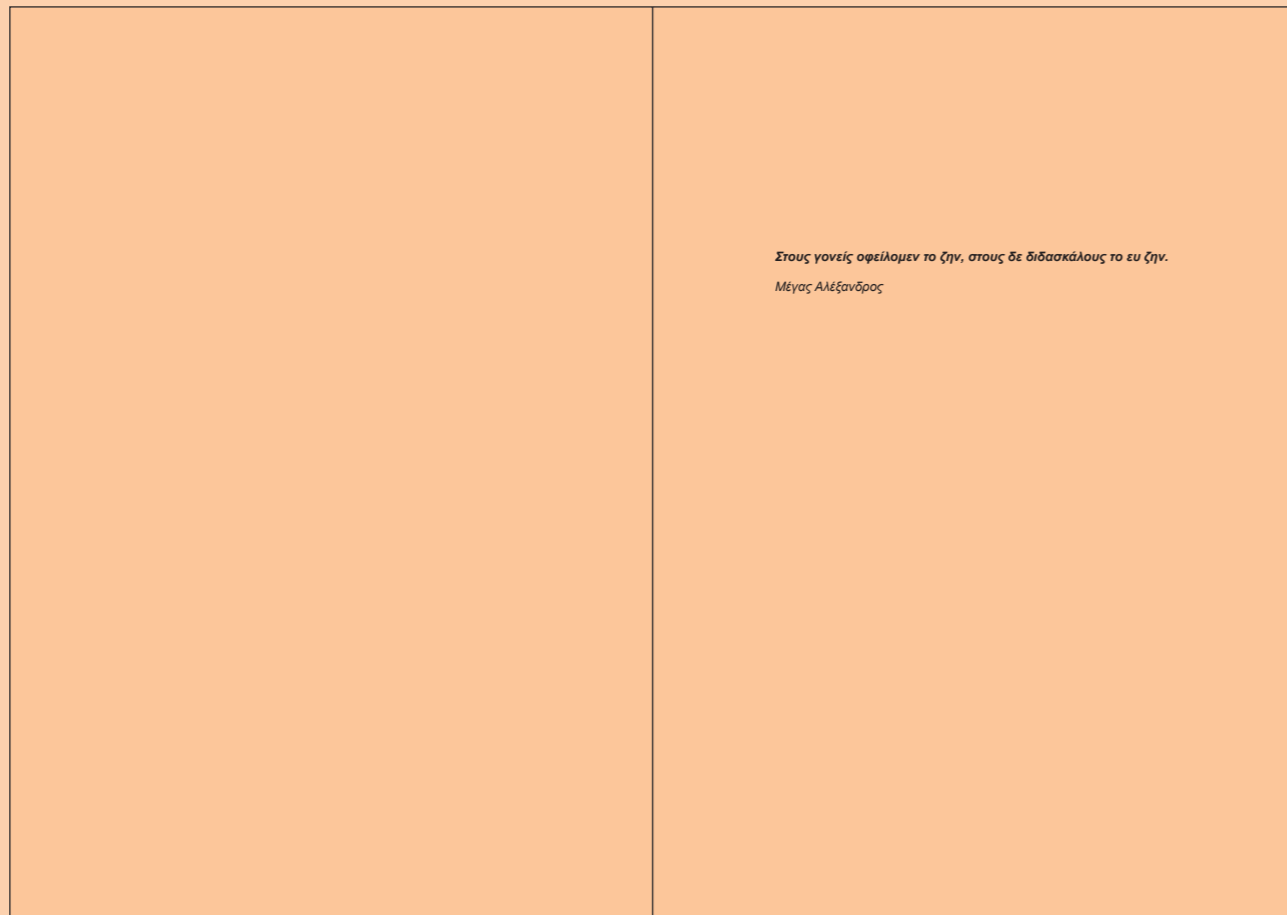 Στους γονείς οφείλομεν το ζην, στους δε διδασκάλους το ευ ζην.
Μέγας Αλέξανδρος